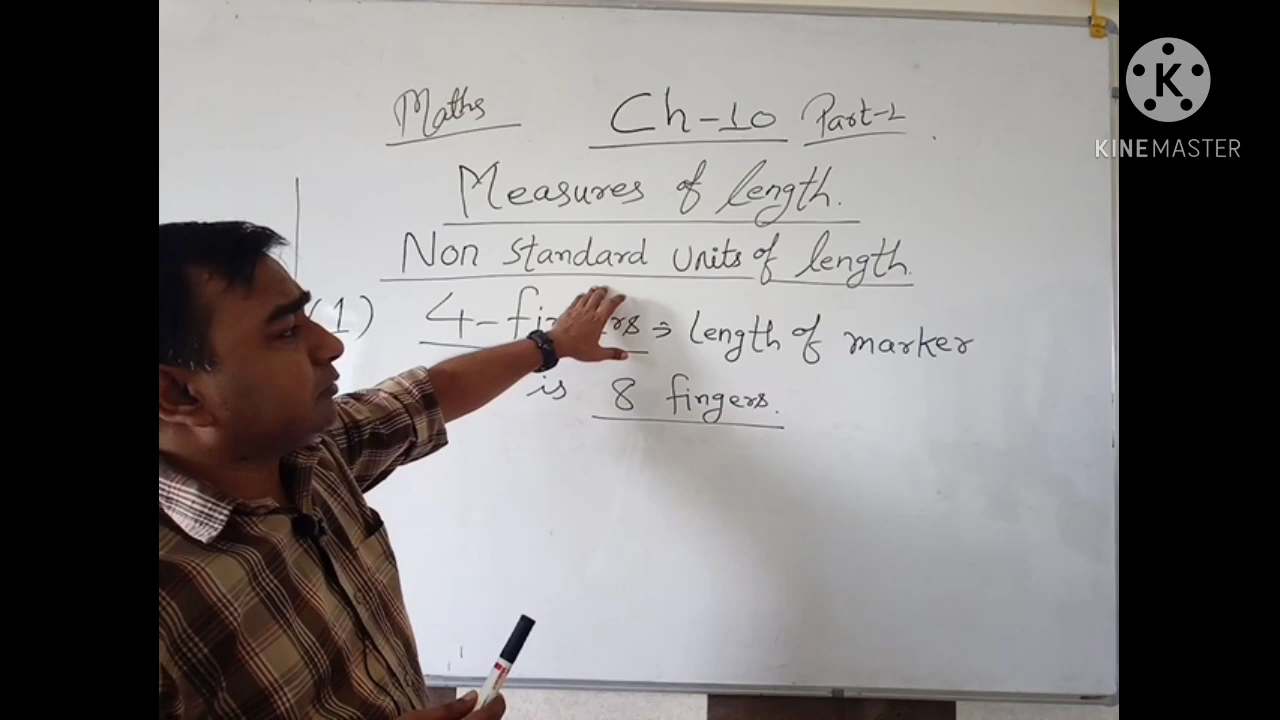 Maths Ch-10 Part-1
Measures of length.
Non standard units of length.
(1) 4-fingers ⇒ length of marker
is 8 fingers.
K
KINEMASTER